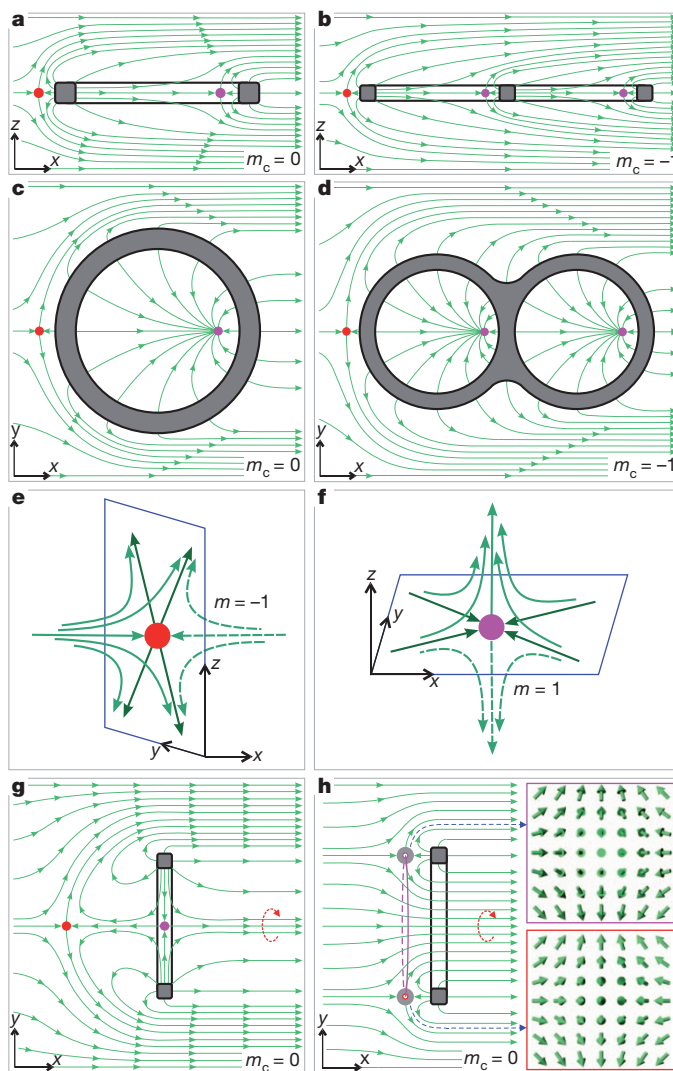 a
z
x
m_c = 0
b
z
x
m_c = −1
c
y
x
m_c = 0
d
y
x
m_c = −1
e
m = −1
z
y
x
f
z
y
x
m = 1
g
y
x
m_c = 0
h
y
x
m_c = 0